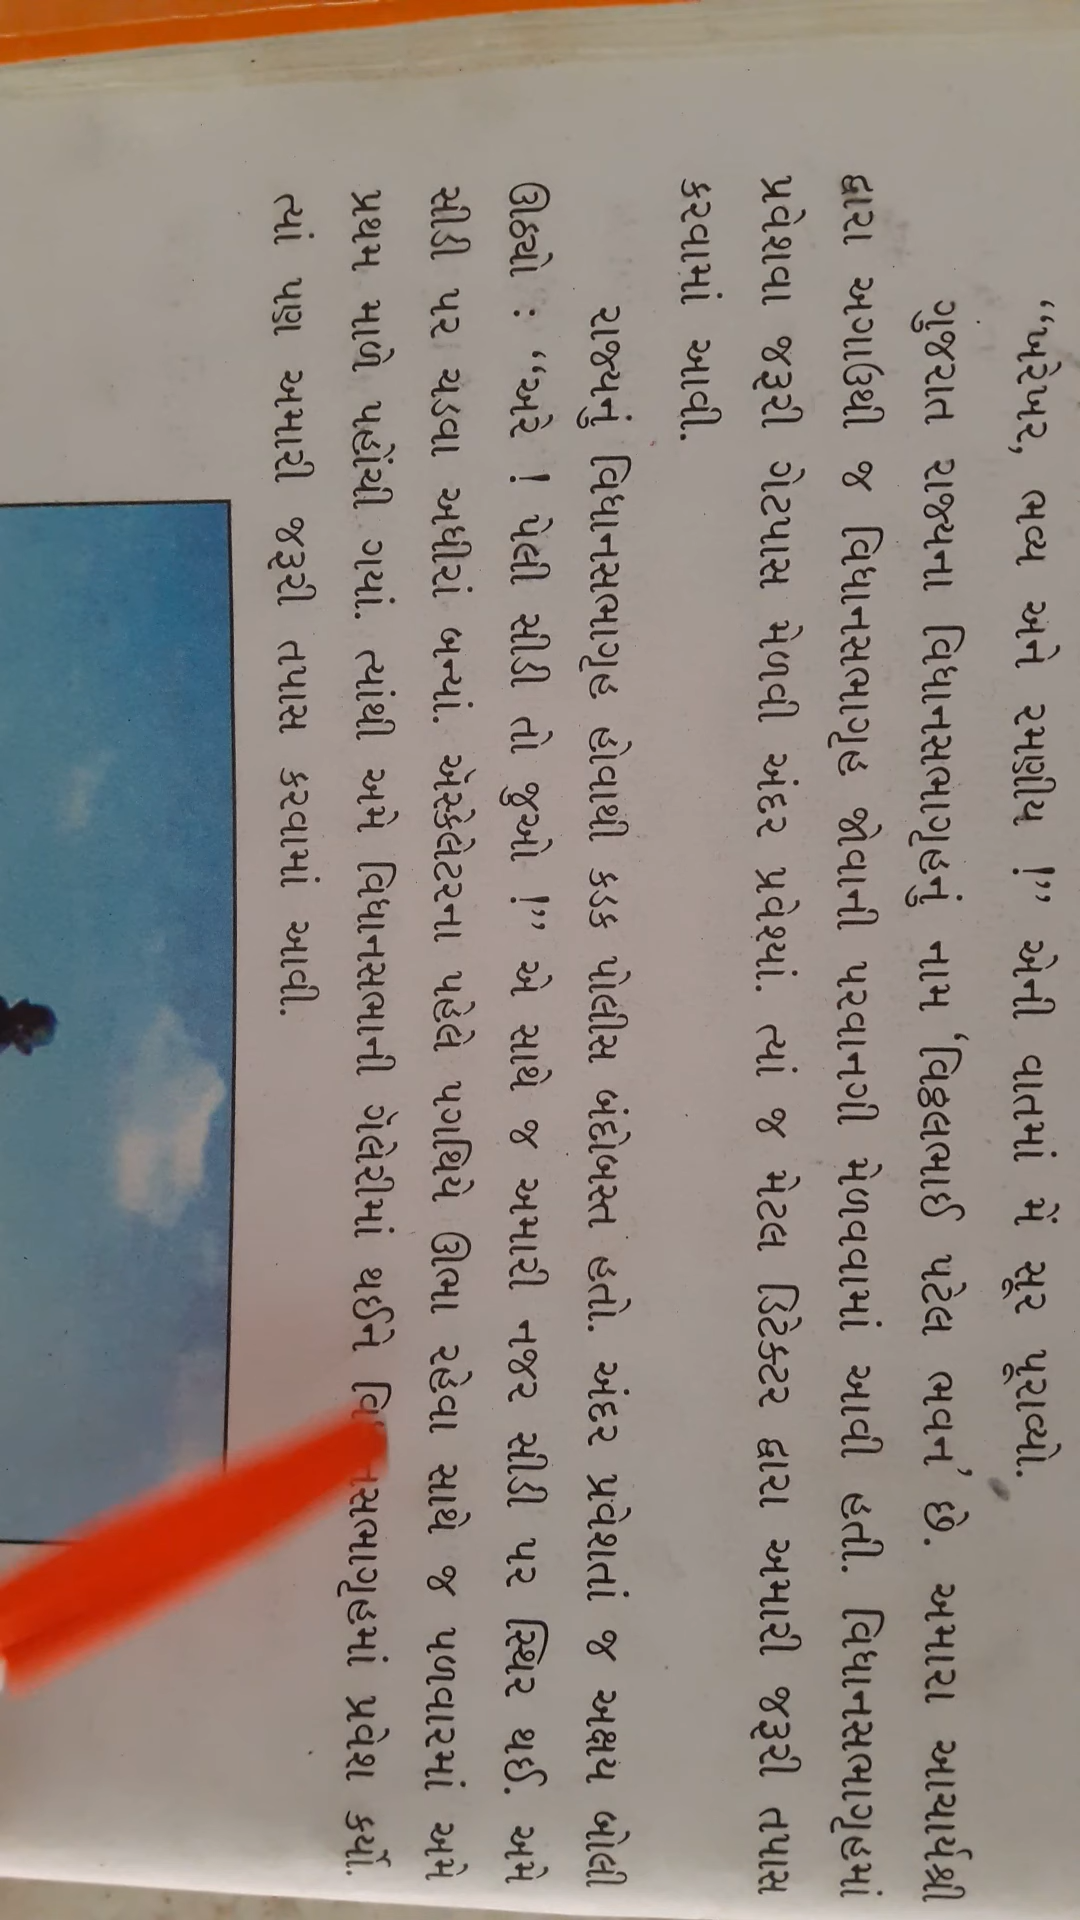 “ખરેખર, ભવ્ય અને રમણીય !” એની વાતમાં મેં સૂર પૂરાવ્યો.
ગુજરાત રાજ્યના વિધાનસભાગૃહનું નામ ‘વિઠ્ઠલભાઈ પટેલ ભવન’ છે. અમારા આચાર્યશ્રી
દ્વારા અગાઉથી જ વિધાનસભાગૃહ જોવાની પરવાનગી મેળવવામાં આવી હતી. વિધાનસભાગૃહમાં
પ્રવેશવા જરૂરી ગેટપાસ મેળવી અંદર પ્રવેશ્યાં. ત્યાં જ મેટલ ડિટેક્ટર દ્વારા અમારી જરૂરી તપાસ
કરવામાં આવી.
રાજ્યનું વિધાનસભાગૃહ હોવાથી કડક પોલીસ બંદોબસ્ત હતો. અંદર પ્રવેશતાં જ અક્ષય બોલી
ઊઠ્યો : “અરે ! પેલી સીડી તો જુઓ !” એ સાથે જ અમારી નજર સીડી પર સ્થિર થઈ. અમે
સીડી પર ચડવા અધીરાં બન્યાં. ઍસ્કેલેટરના પહેલે પગથિયે ઊભા રહેવા સાથે જ પળવારમાં અમે
પ્રથમ માળે પહોંચી ગયાં. ત્યાંથી અમે વિધાનસભાની ગેલેરીમાં થઈને પ્રવેશ કર્યો.
ત્યાં પણ અમારી જરૂરી તપાસ કરવામાં આવી.